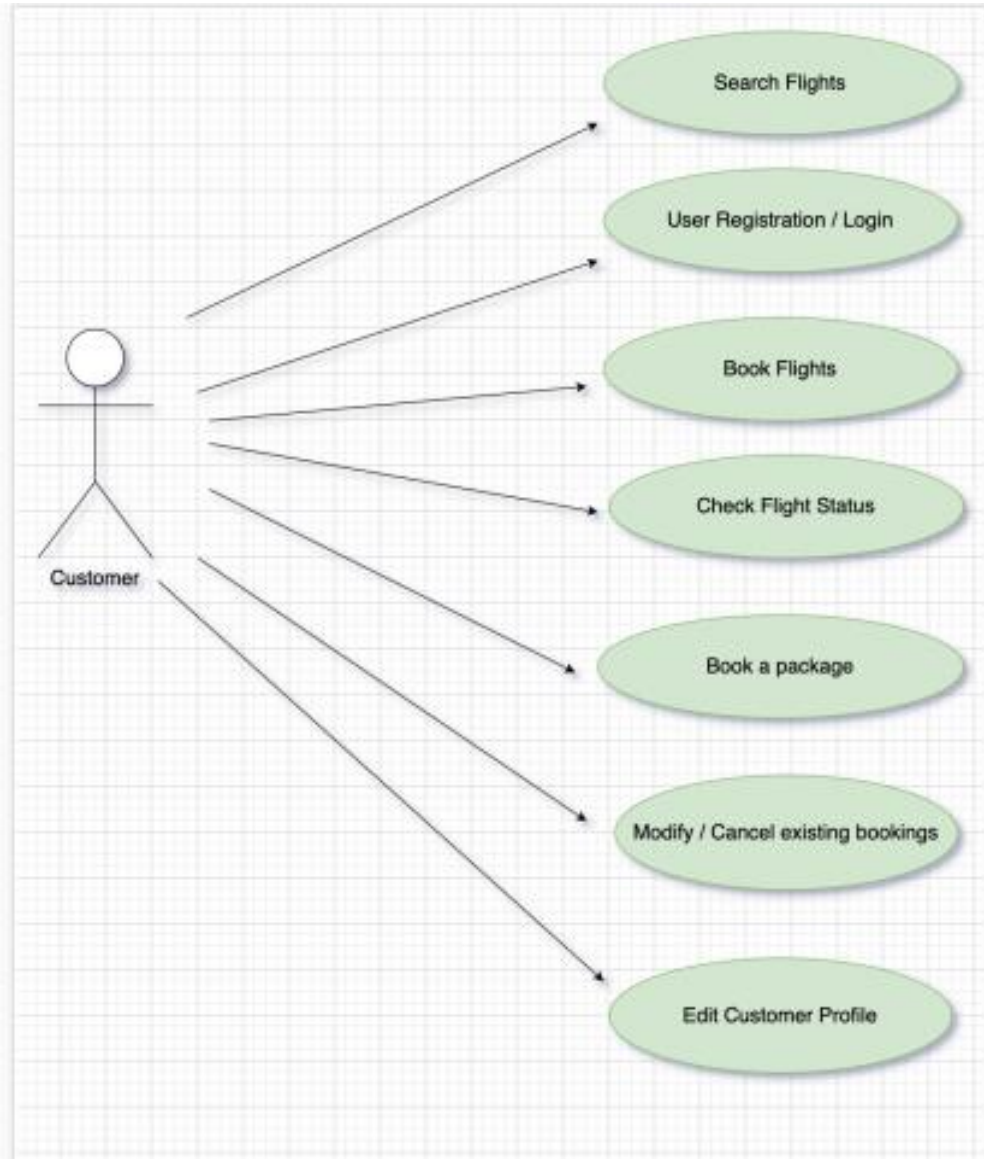 Search Flights
User Registration / Login
Book Flights
Check Flight Status
Customer
Book a package
Modify / Cancel existing bookings
Edit Customer Profile